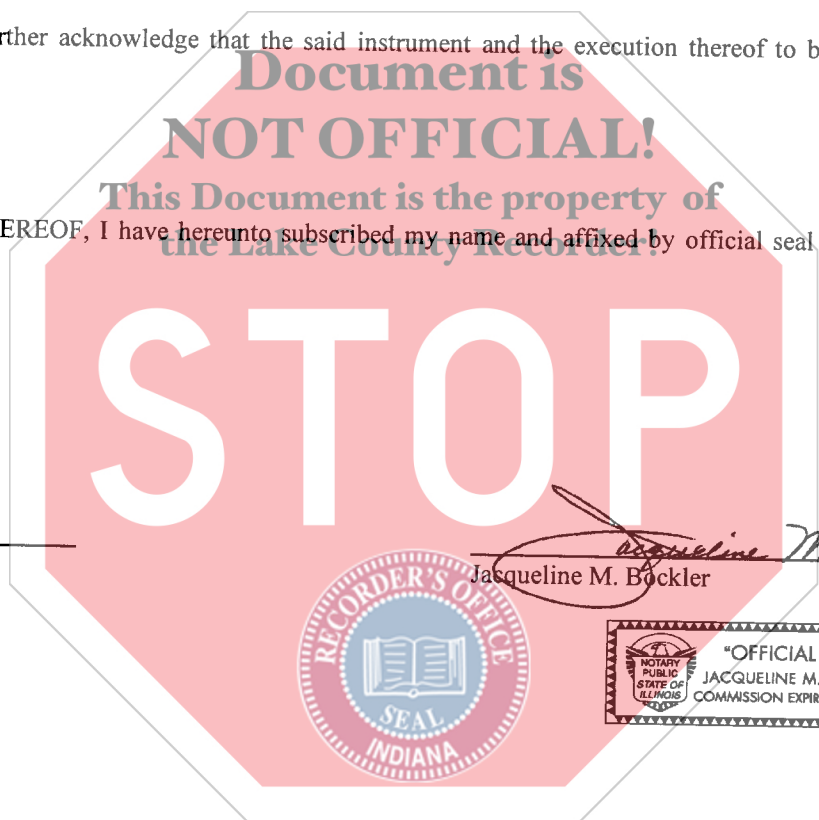 rther acknowledge that the said instrument and the execution thereof to b
Document is
NOT OFFICIAL!
This Document is the property of
EREOF, I have hereunto subscribed my name and affixed by official seal
the Lake County Recorder!
STOP
Jacqueline M
Jacqueline M. Bockler
RECORDER'S OFFICE
SEAL
INDIANA
NOTARY
PUBLIC
STATE OF
ILLINOIS
"OFFICIAL
JACQUELINE M.
COMMISSION EXPIR